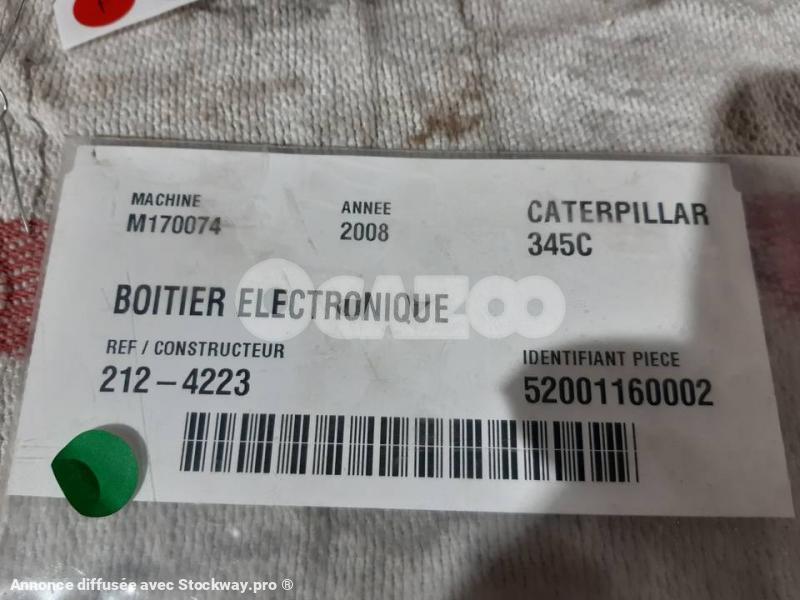 MACHINE
M170074
ANNEE
2008
CATERPILLAR
345C
BOITIER ELECTRONIQUE
OCAZOO
REF / CONSTRUCTEUR
212-4223
IDENTIFIANT PIECE
52001160002
Annonce diffusée avec Stockway.pro ®